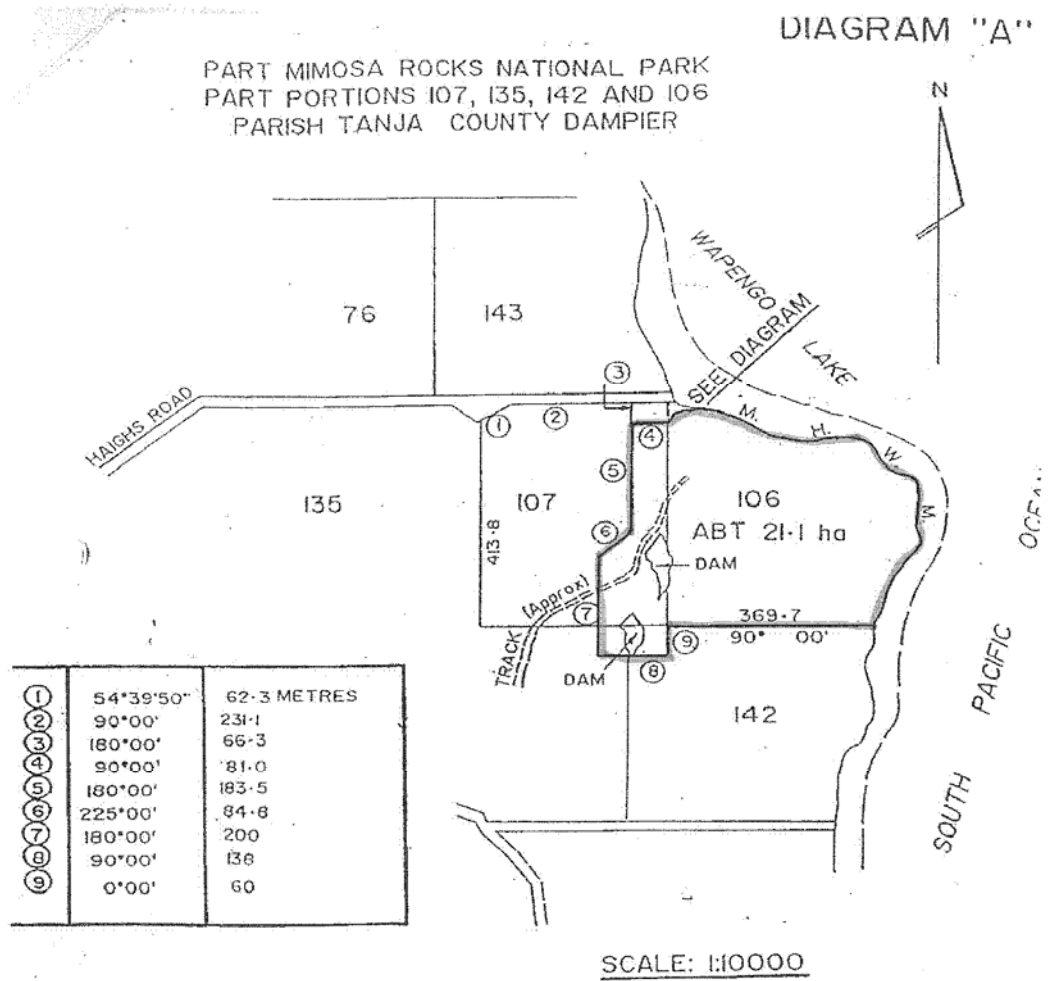 DIAGRAM "A"
PART MIMOSA ROCKS NATIONAL PARK
PART PORTIONS 107, 135, 142 AND 106
PARISH TANJA COUNTY DAMPIER
N
WAPENGO
LAKE
SEE DIAGRAM
76
143
HAIGHS ROAD
3
1
2
4
M.
H.
W.
M.
5
135
107
106
ABT 21·1 ha
413·8
6
DAM
TRACK (Approx)
7
369·7
90° 00'
9
8
DAM
142
SOUTH PACIFIC
1 54°39'50" 62·3 METRES
2 90°00' 231·1
3 180°00' 66·3
4 90°00' 81·0
5 180°00' 183·5
6 225°00' 84·8
7 180°00' 200
8 90°00' 138
9 0°00' 60
SCALE: 1:10000